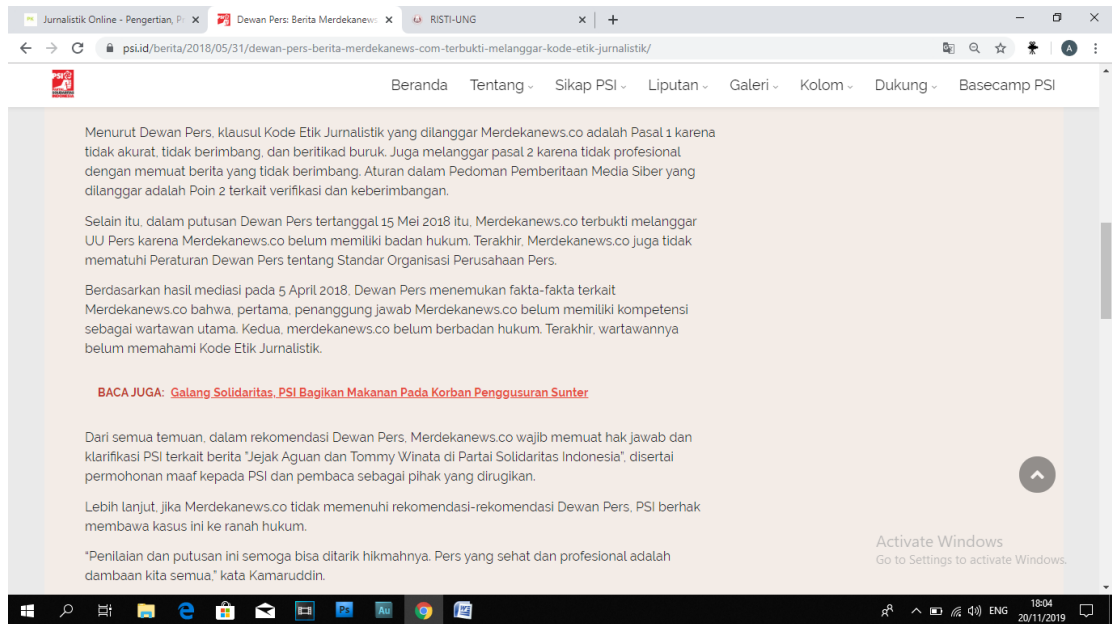 Jurnalistik Online - Pengertian, Pr
Dewan Pers: Berita Merdekanews
RISTI-UNG
psi.id/berita/2018/05/31/dewan-pers-berita-merdekanews-com-terbukti-melanggar-kode-etik-jurnalistik/
A
PSI
Beranda Tentang Sikap PSI Liputan Galeri Kolom Dukung Basecamp PSI
Menurut Dewan Pers, klausul Kode Etik Jurnalistik yang dilanggar Merdekanews.co adalah Pasal 1 karena
tidak akurat, tidak berimbang, dan beritikad buruk. Juga melanggar pasal 2 karena tidak profesional
dengan memuat berita yang tidak berimbang. Aturan dalam Pedoman Pemberitaan Media Siber yang
dilanggar adalah Poin 2 terkait verifikasi dan keberimbangan.
Selain itu, dalam putusan Dewan Pers tertanggal 15 Mei 2018 itu, Merdekanews.co terbukti melanggar
UU Pers karena Merdekanews.co belum memiliki badan hukum. Terakhir, Merdekanews.co juga tidak
mematuhi Peraturan Dewan Pers tentang Standar Organisasi Perusahaan Pers.
Berdasarkan hasil mediasi pada 5 April 2018, Dewan Pers menemukan fakta-fakta terkait
Merdekanews.co bahwa, pertama, penanggung jawab Merdekanews.co belum memiliki kompetensi
sebagai wartawan utama. Kedua, merdekanews.co belum berbadan hukum. Terakhir, wartawannya
belum memahami Kode Etik Jurnalistik.
BACA JUGA: Galang Solidaritas, PSI Bagikan Makanan Pada Korban Penggusuran Sunter
Dari semua temuan, dalam rekomendasi Dewan Pers, Merdekanews.co wajib memuat hak jawab dan
klarifikasi PSI terkait berita "Jejak Aguan dan Tommy Winata di Partai Solidaritas Indonesia", disertai
permohonan maaf kepada PSI dan pembaca sebagai pihak yang dirugikan.
Lebih lanjut, jika Merdekanews.co tidak memenuhi rekomendasi-rekomendasi Dewan Pers, PSI berhak
membawa kasus ini ke ranah hukum.
"Penilaian dan putusan ini semoga bisa ditarik hikmahnya. Pers yang sehat dan profesional adalah
dambaan kita semua," kata Kamaruddin.
Activate Windows
Go to Settings to activate Windows.
Ps
Au
ENG
18:04
20/11/2019